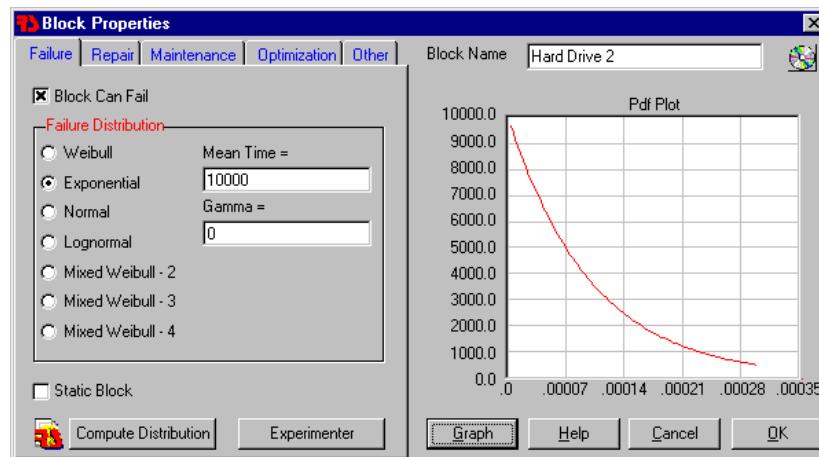 Block Properties
Failure Repair Maintenance Optimization Other
Block Name Hard Drive 2
Block Can Fail
Failure Distribution
Weibull
Exponential
Normal
Lognormal
Mixed Weibull - 2
Mixed Weibull - 3
Mixed Weibull - 4
Mean Time =
10000
Gamma =
0
Static Block
Compute Distribution Experimenter
Pdf Plot
10000.0
9000.0
8000.0
7000.0
6000.0
5000.0
4000.0
3000.0
2000.0
1000.0
0.0
.0 .00007 .00014 .00021 .00028 .00035
Graph Help Cancel OK